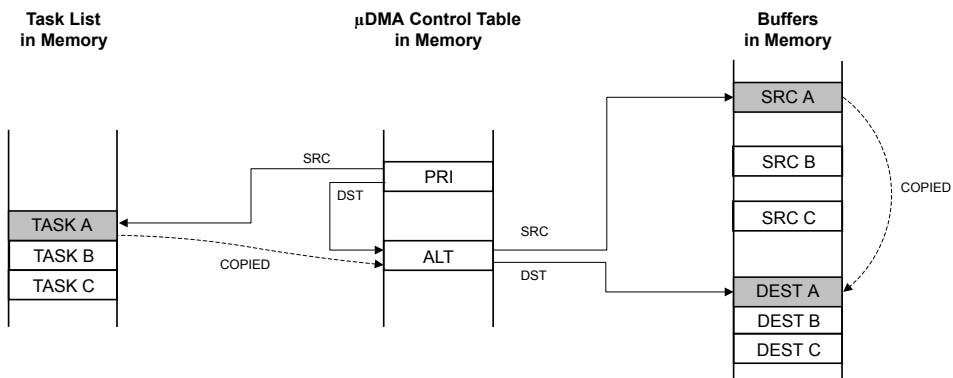 Task List
in Memory
µDMA Control Table
in Memory
Buffers
in Memory
SRC A
SRC
PRI
SRC B
DST
COPIED
TASK A
SRC C
SRC
TASK B
COPIED
ALT
DST
TASK C
DEST A
DEST B
DEST C